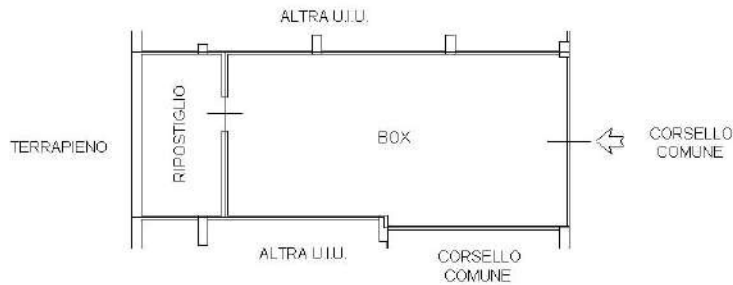 ALTRA U.I.U.
TERRAPIENO
RIPOSTIGLIO
BOX
CORSELLO
COMUNE
ALTRA U.I.U.
CORSELLO
COMUNE